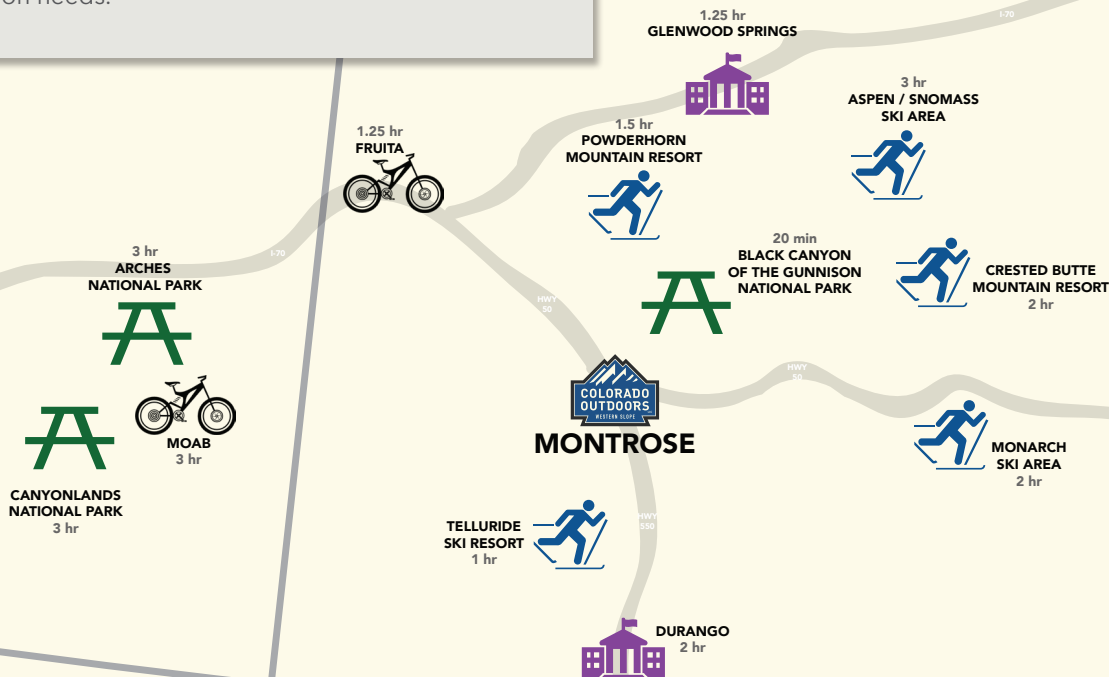 on needs.
1.25 hr
GLENWOOD SPRINGS
I-70
3 hr
ASPEN / SNOMASS
SKI AREA
1.5 hr
POWDERHORN
MOUNTAIN RESORT
1.25 hr
FRUITA
I-70
3 hr
ARCHES
NATIONAL PARK
20 min
BLACK CANYON
OF THE GUNNISON
NATIONAL PARK
CRESTED BUTTE
MOUNTAIN RESORT
2 hr
HWY
50
HWY
50
COLORADO
OUTDOORS
WESTERN SLOPE
MONTROSE
MOAB
3 hr
MONARCH
SKI AREA
2 hr
CANYONLANDS
NATIONAL PARK
3 hr
TELLURIDE
SKI RESORT
1 hr
HWY
550
DURANGO
2 hr